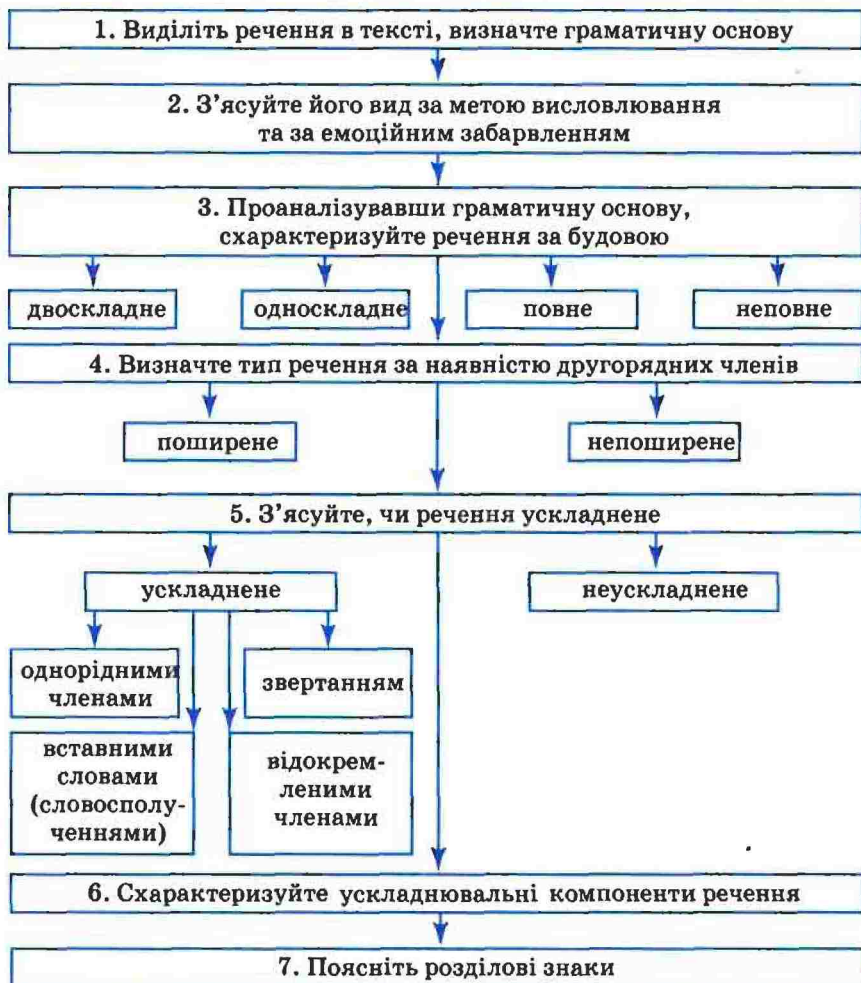 1. Виділіть речення в тексті, визначте граматичну основу
2. З’ясуйте його вид за метою висловлювання
та за емоційним забарвленням
3. Проаналізувавши граматичну основу,
схарактеризуйте речення за будовою
двоскладне
односкладне
повне
неповне
4. Визначте тип речення за наявністю другорядних членів
поширене
непоширене
5. З’ясуйте, чи речення ускладнене
ускладнене
неускладнене
однорідними
членами
звертанням
вставними
словами
(словосполу-
ченнями)
відокрем-
леними
членами
6. Схарактеризуйте ускладнювальні компоненти речення
7. Поясніть розділові знаки